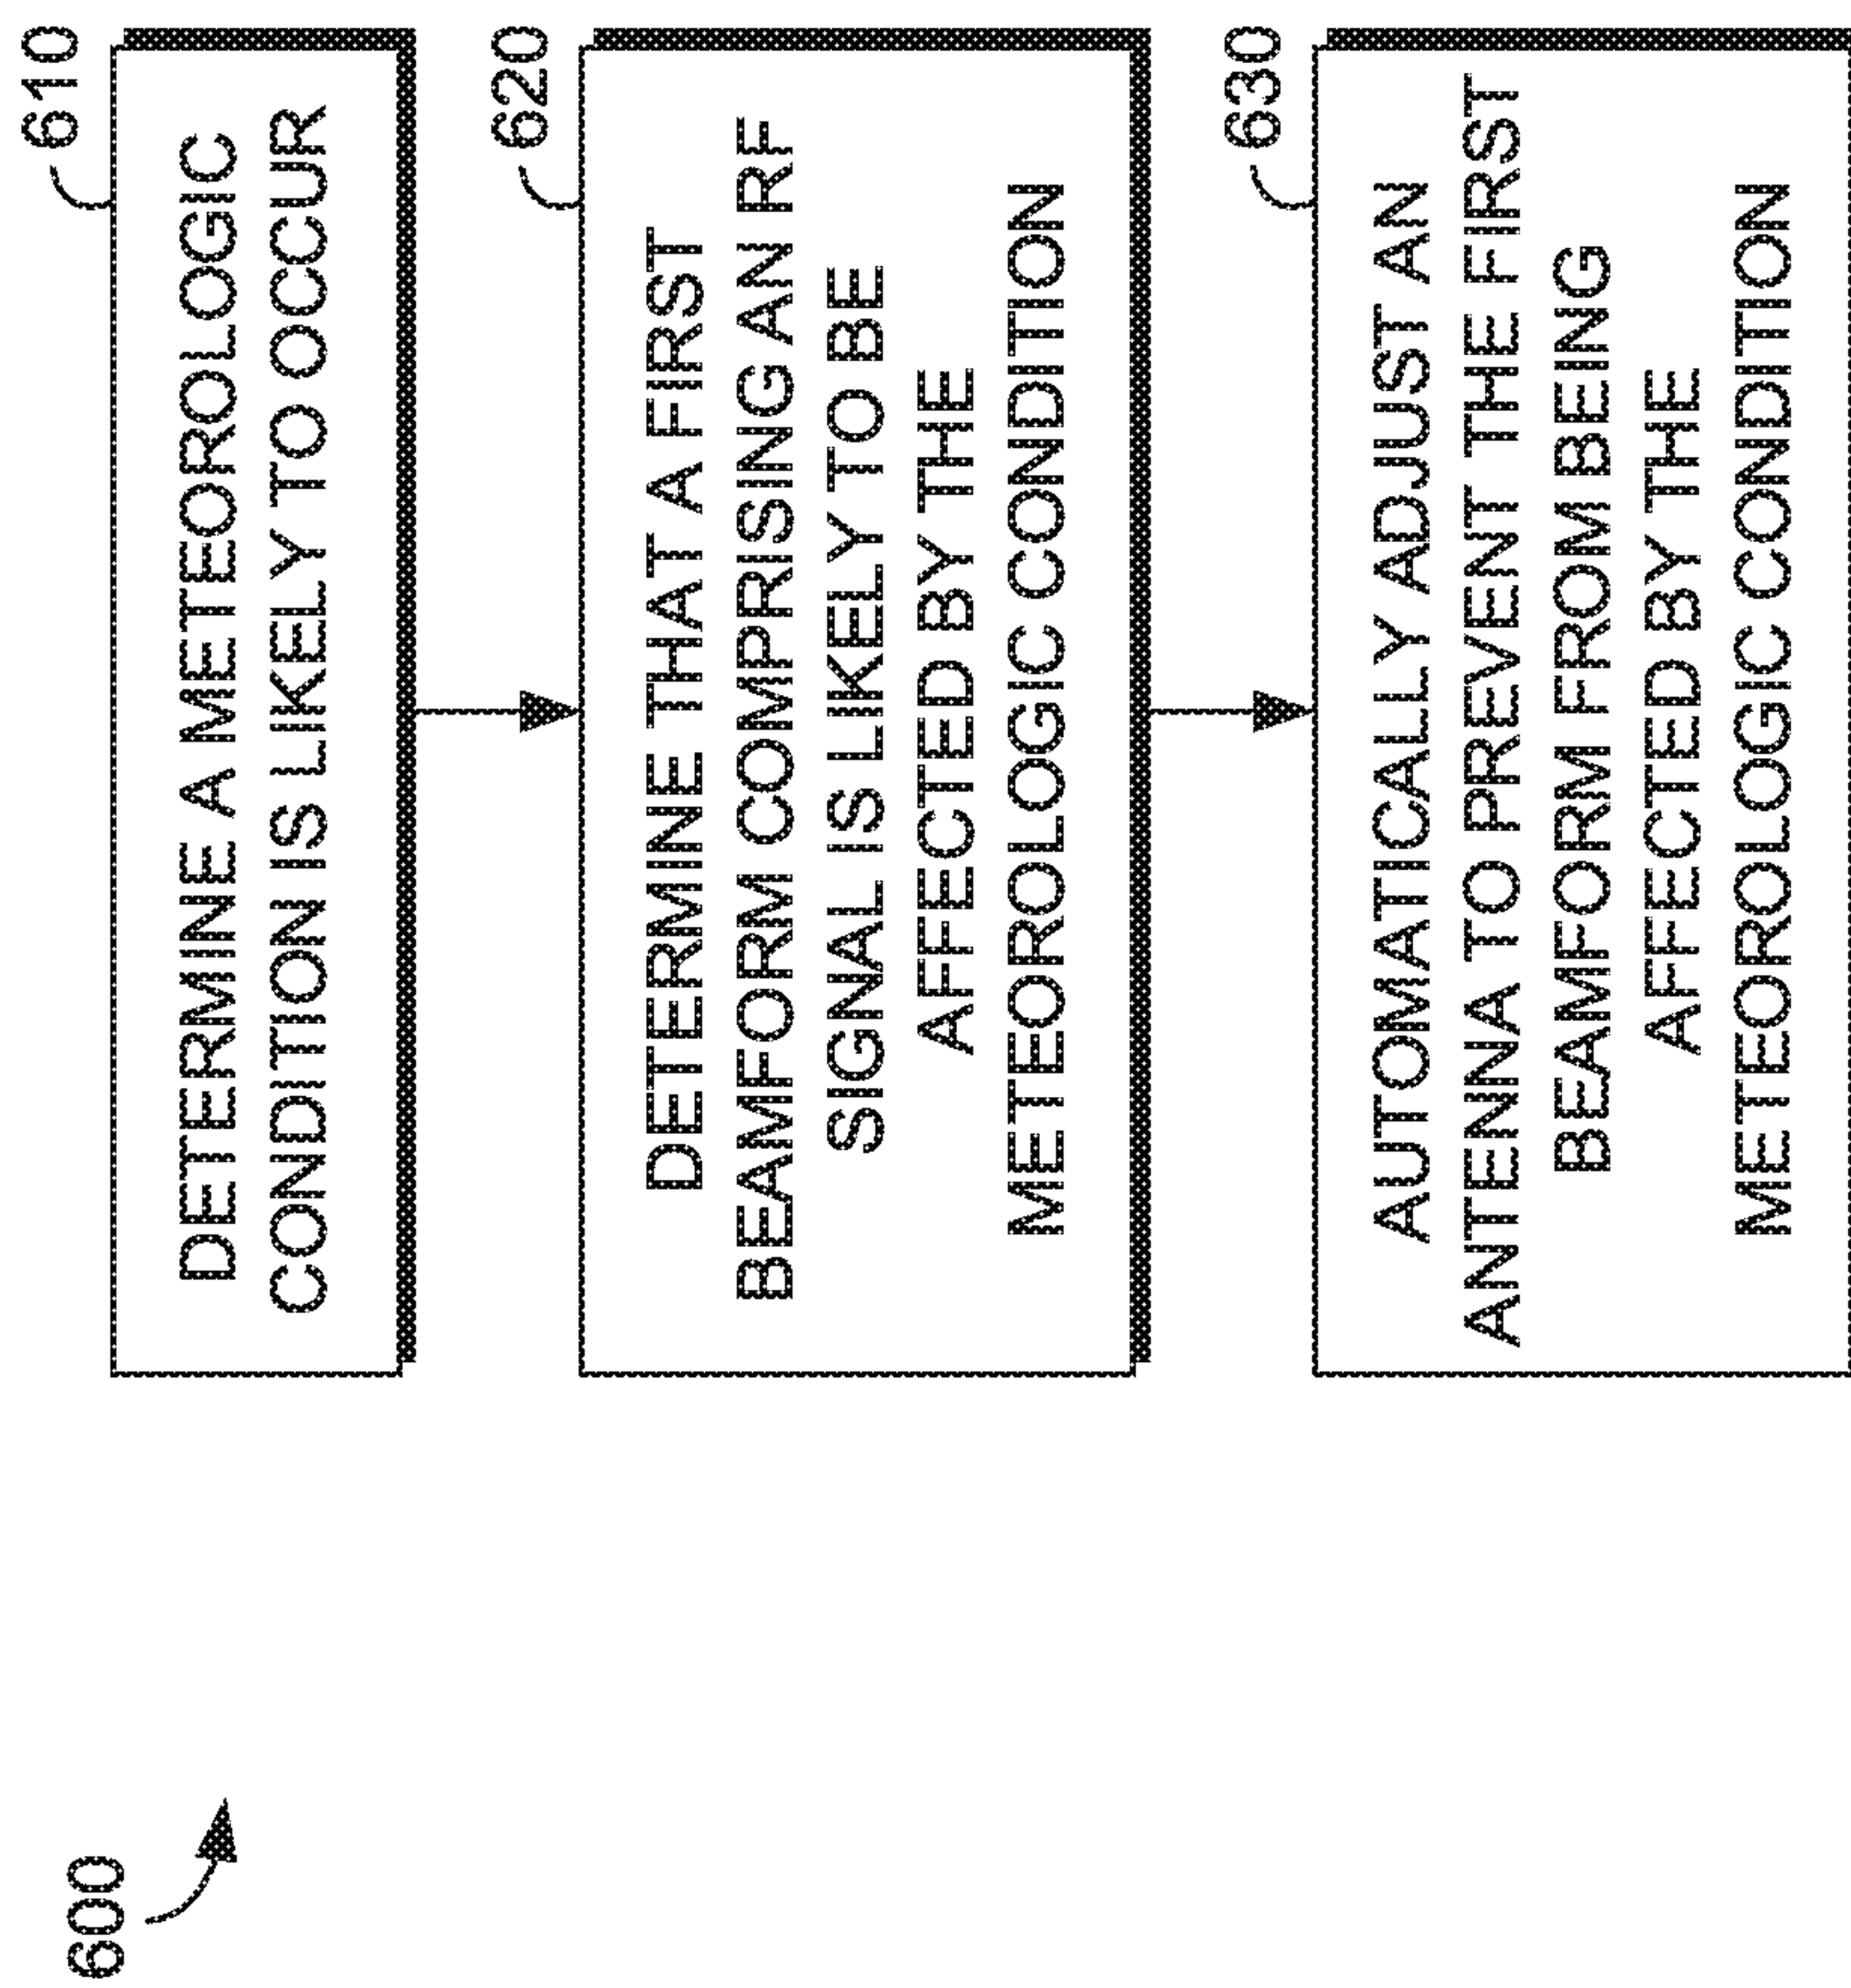 600
610
DETERMINE A METEOROLOGIC
CONDITION IS LIKELY TO OCCUR
620
DETERMINE THAT A FIRST
BEAMFORM COMPRISING AN RF
SIGNAL IS LIKELY TO BE
AFFECTED BY THE
METEOROLOGIC CONDITION
630
AUTOMATICALLY ADJUST AN
ANTENNA TO PREVENT THE FIRST
BEAMFORM FROM BEING
AFFECTED BY THE
METEOROLOGIC CONDITION